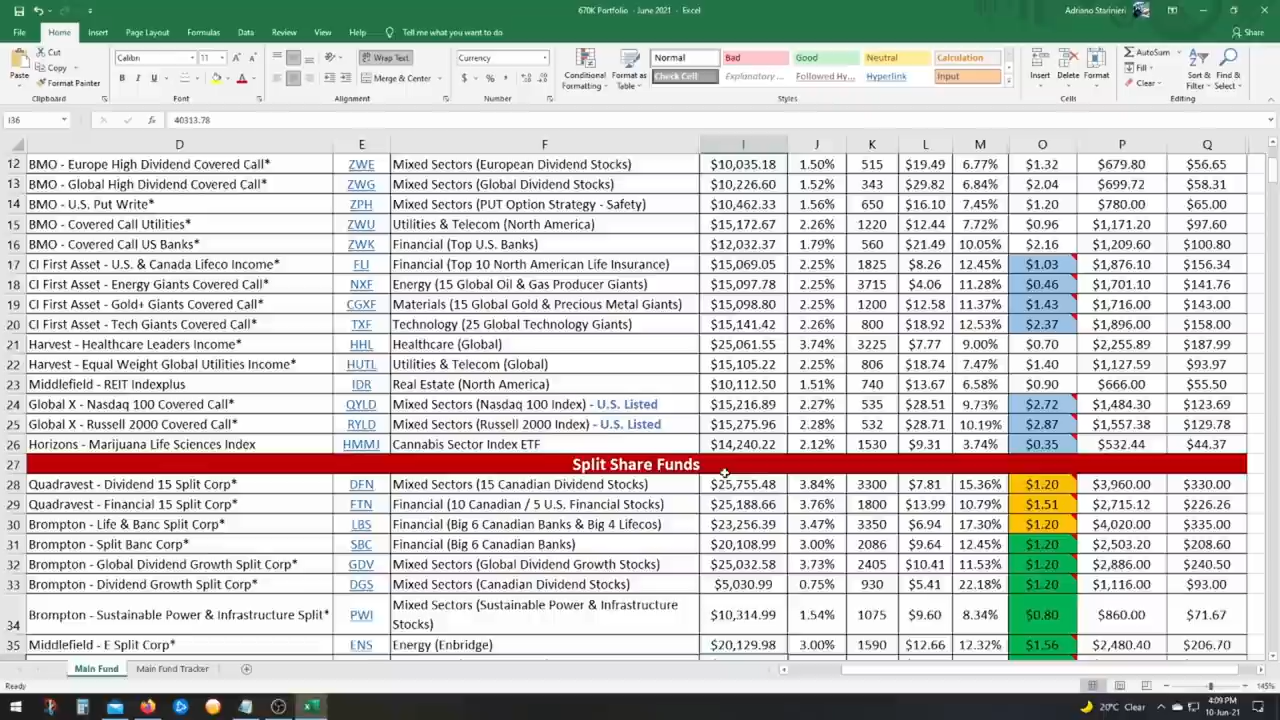 670K Portfolio - June 2021 - Excel
Adriano Starinieri
File Home Insert Page Layout Formulas Data Review View Help Tell me what you want to do
Share
Paste
Cut
Copy
Format Painter
Clipboard
Calibri 11
B I U
Font
Wrap Text
Merge & Center
Alignment
Currency
$ % ,
Number
Conditional Formatting
Format as Table
Normal Bad Good Neutral Calculation
Check Cell Explanatory ... Followed Hy... Hyperlink Input
Styles
Insert Delete Format
Cells
AutoSum
Fill
Clear
Sort & Filter
Find & Select
Editing
I36 fx 40313.78
D E F I J K L M O P Q
12 BMO - Europe High Dividend Covered Call* ZWE Mixed Sectors (European Dividend Stocks) $10,035.18 1.50% 515 $19.49 6.77% $1.32 $679.80 $56.65
13 BMO - Global High Dividend Covered Call* ZWG Mixed Sectors (Global Dividend Stocks) $10,226.60 1.52% 343 $29.82 6.84% $2.04 $699.72 $58.31
14 BMO - U.S. Put Write* ZPH Mixed Sectors (PUT Option Strategy - Safety) $10,462.33 1.56% 650 $16.10 7.45% $1.20 $780.00 $65.00
15 BMO - Covered Call Utilities* ZWU Utilities & Telecom (North America) $15,172.67 2.26% 1220 $12.44 7.72% $0.96 $1,171.20 $97.60
16 BMO - Covered Call US Banks* ZWK Financial (Top U.S. Banks) $12,032.37 1.79% 560 $21.49 10.05% $2.16 $1,209.60 $100.80
17 CI First Asset - U.S. & Canada Lifeco Income* FLI Financial (Top 10 North American Life Insurance) $15,069.05 2.25% 1825 $8.26 12.45% $1.03 $1,876.10 $156.34
18 CI First Asset - Energy Giants Covered Call* NXF Energy (15 Global Oil & Gas Producer Giants) $15,097.78 2.25% 3715 $4.06 11.28% $0.46 $1,701.10 $141.76
19 CI First Asset - Gold+ Giants Covered Call* CGXF Materials (15 Global Gold & Precious Metal Giants) $15,098.80 2.25% 1200 $12.58 11.37% $1.43 $1,716.00 $143.00
20 CI First Asset - Tech Giants Covered Call* TXF Technology (25 Global Technology Giants) $15,141.42 2.26% 800 $18.92 12.53% $2.37 $1,896.00 $158.00
21 Harvest - Healthcare Leaders Income* HHL Healthcare (Global) $25,061.55 3.74% 3225 $7.77 9.00% $0.70 $2,255.89 $187.99
22 Harvest - Equal Weight Global Utilities Income* HUTL Utilities & Telecom (Global) $15,105.22 2.25% 806 $18.74 7.47% $1.40 $1,127.59 $93.97
23 Middlefield - REIT Indexplus IDR Real Estate (North America) $10,112.50 1.51% 740 $13.67 6.58% $0.90 $666.00 $55.50
24 Global X - Nasdaq 100 Covered Call* QYLD Mixed Sectors (Nasdaq 100 Index) - U.S. Listed $15,216.89 2.27% 535 $28.51 9.73% $2.72 $1,484.30 $123.69
25 Global X - Russell 2000 Covered Call* RYLD Mixed Sectors (Russell 2000 Index) - U.S. Listed $15,275.96 2.28% 532 $28.71 10.19% $2.87 $1,557.38 $129.78
26 Horizons - Marijuana Life Sciences Index HMMJ Cannabis Sector Index ETF $14,240.22 2.12% 1530 $9.31 3.74% $0.35 $532.44 $44.37
27 Split Share Funds
28 Quadravest - Dividend 15 Split Corp* DFN Mixed Sectors (15 Canadian Dividend Stocks) $25,755.48 3.84% 3300 $7.81 15.36% $1.20 $3,960.00 $330.00
29 Quadravest - Financial 15 Split Corp* FTN Financial (10 Canadian / 5 U.S. Financial Stocks) $25,188.66 3.76% 1800 $13.99 10.79% $1.51 $2,715.12 $226.26
30 Brompton - Life & Banc Split Corp* LBS Financial (Big 6 Canadian Banks & Big 4 Lifecos) $23,256.39 3.47% 3350 $6.94 17.30% $1.20 $4,020.00 $335.00
31 Brompton - Split Banc Corp* SBC Financial (Big 6 Canadian Banks) $20,108.99 3.00% 2086 $9.64 12.45% $1.20 $2,503.20 $208.60
32 Brompton - Global Dividend Growth Split Corp* GDV Mixed Sectors (Global Dividend Growth Stocks) $25,032.58 3.73% 2405 $10.41 11.53% $1.20 $2,886.00 $240.50
33 Brompton - Dividend Growth Split Corp* DGS Mixed Sectors (Canadian Dividend Stocks) $5,030.99 0.75% 930 $5.41 22.18% $1.20 $1,116.00 $93.00
34 Brompton - Sustainable Power & Infrastructure Split* PWI Mixed Sectors (Sustainable Power & Infrastructure Stocks) $10,314.99 1.54% 1075 $9.60 8.34% $0.80 $860.00 $71.67
35 Middlefield - E Split Corp* ENS Energy (Enbridge) $20,129.98 3.00% 1590 $12.66 12.32% $1.56 $2,480.40 $206.70
Main Fund Main Fund Tracker
Ready
145%
20°C Clear
4:09 PM
10-Jun-21